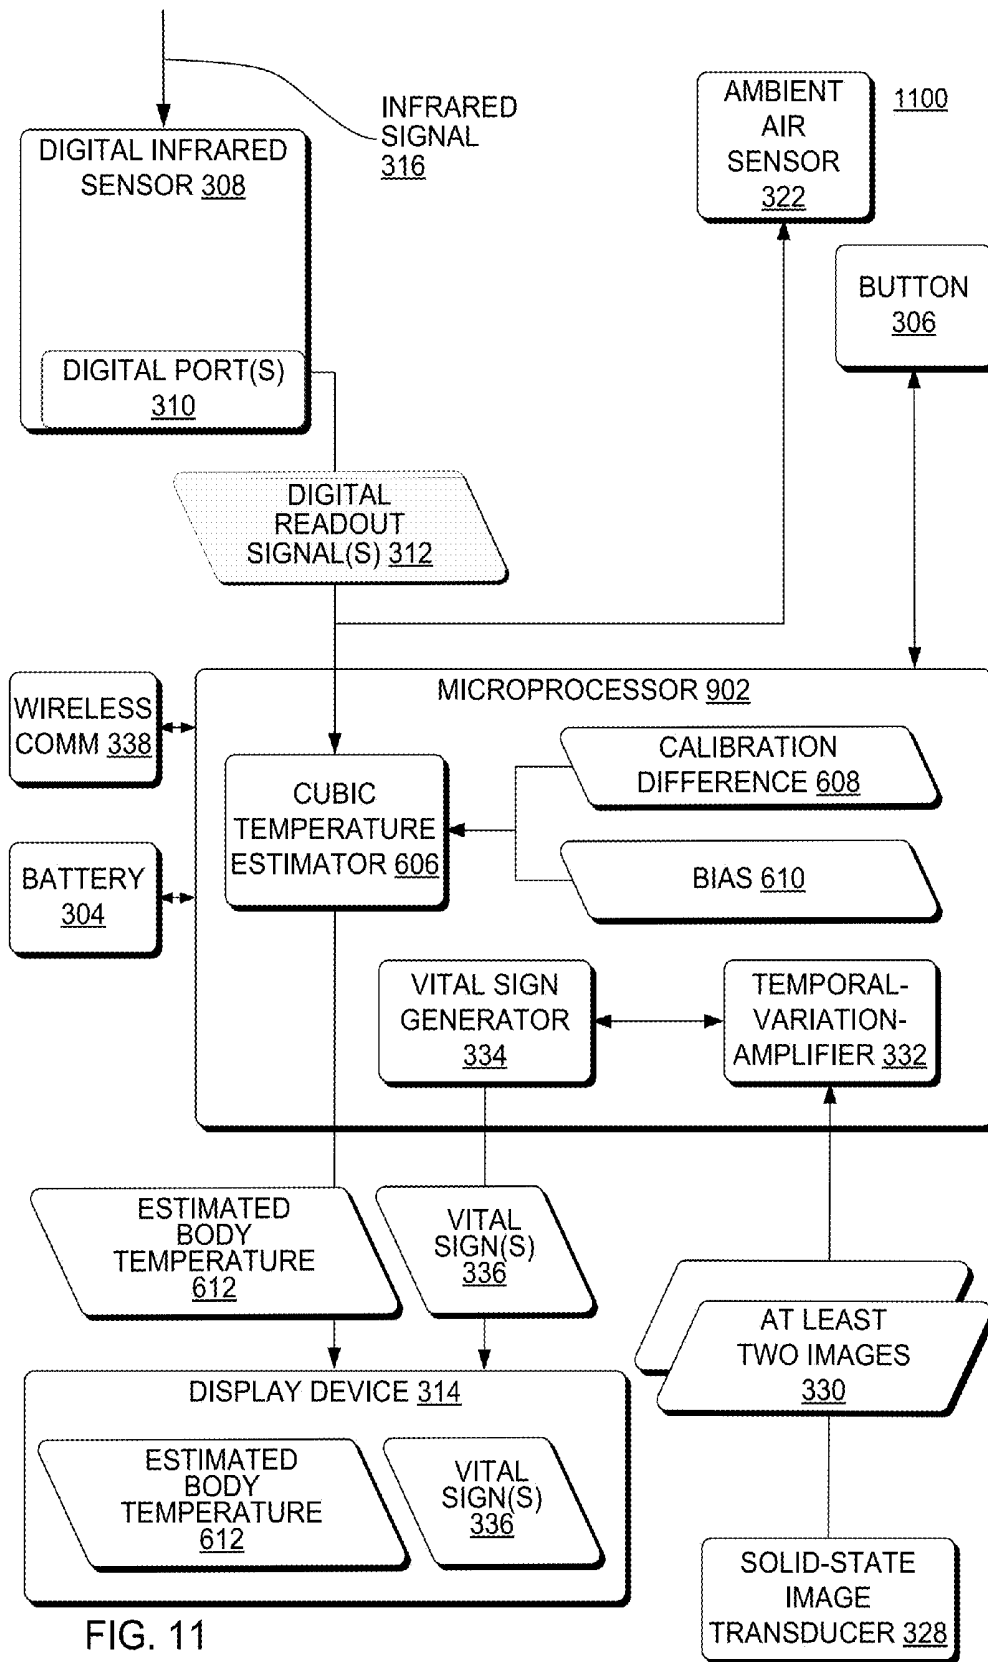 INFRARED
SIGNAL
316
AMBIENT
AIR
SENSOR
322
1100
DIGITAL INFRARED
SENSOR 308
BUTTON
306
DIGITAL PORT(S)
310
DIGITAL
READOUT
SIGNAL(S) 312
MICROPROCESSOR 902
WIRELESS
COMM 338
CALIBRATION
DIFFERENCE 608
CUBIC
TEMPERATURE
ESTIMATOR 606
BATTERY
304
BIAS 610
VITAL SIGN
GENERATOR
334
TEMPORAL-
VARIATION-
AMPLIFIER 332
ESTIMATED
BODY
TEMPERATURE
612
VITAL
SIGN(S)
336
AT LEAST
TWO IMAGES
330
DISPLAY DEVICE 314
ESTIMATED
BODY
TEMPERATURE
612
VITAL
SIGN(S)
336
SOLID-STATE
IMAGE
TRANSDUCER 328
FIG. 11